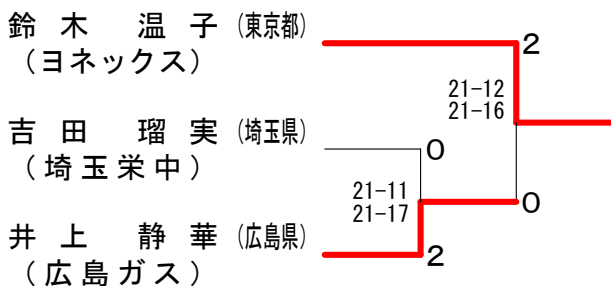 鈴木 温子 (東京都)
(ヨネックス)
2
21-12
21-16
吉田 瑠実 (埼玉県)
(埼玉栄中)
0
21-11
21-17
0
井上 静華 (広島県)
(広島ガス)
2